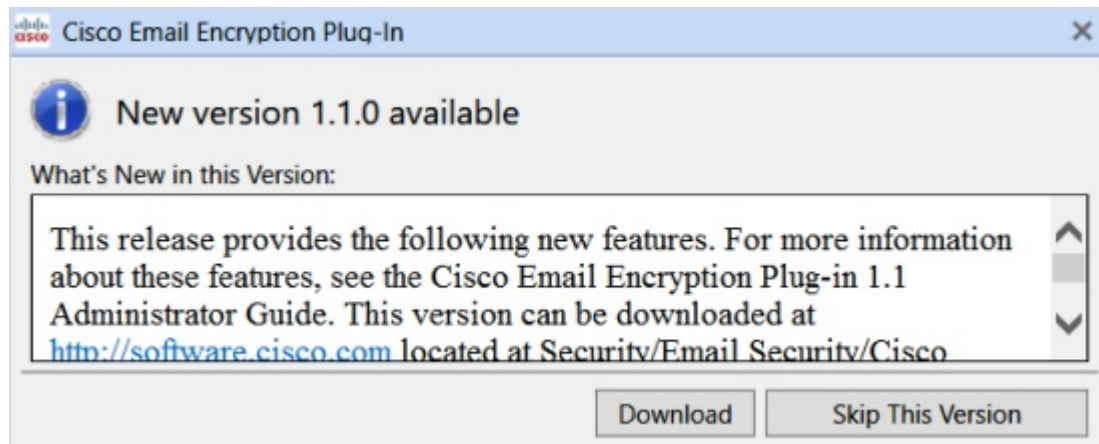 cisco Cisco Email Encryption Plug-In
New version 1.1.0 available
What's New in this Version:
This release provides the following new features. For more information
about these features, see the Cisco Email Encryption Plug-in 1.1
Administrator Guide. This version can be downloaded at
http://software.cisco.com located at Security/Email Security/Cisco
Download Skip This Version